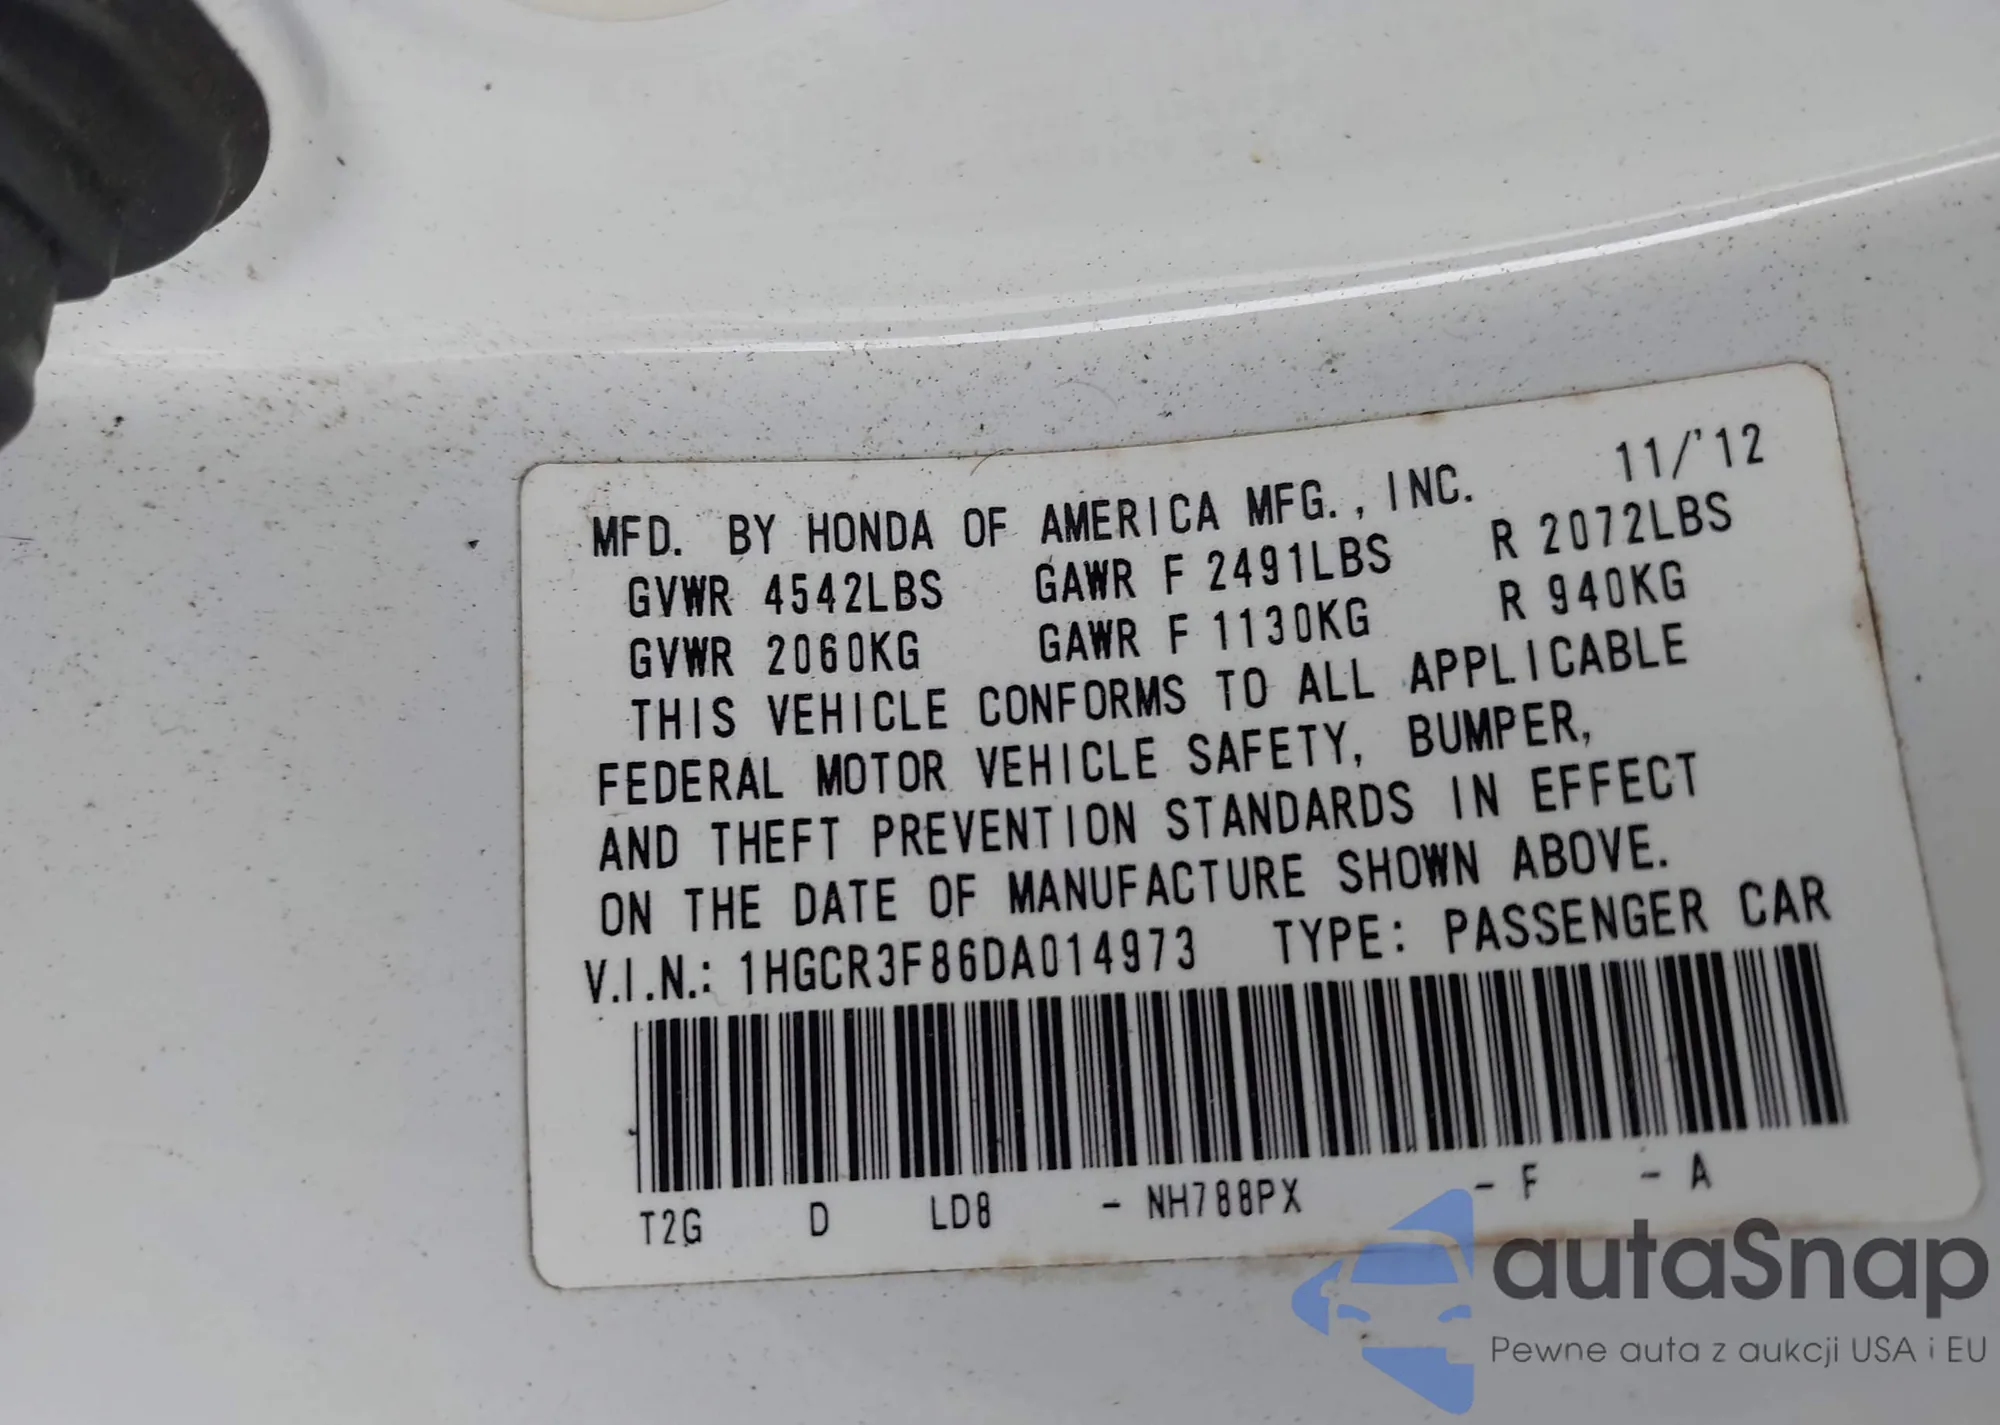 MFD. BY HONDA OF AMERICA MFG., INC. 11/'12
GVWR 4542LBS GAWR F 2491LBS R 2072LBS
GVWR 2060KG GAWR F 1130KG R 940KG
THIS VEHICLE CONFORMS TO ALL APPLICABLE
FEDERAL MOTOR VEHICLE SAFETY, BUMPER,
AND THEFT PREVENTION STANDARDS IN EFFECT
ON THE DATE OF MANUFACTURE SHOWN ABOVE.
V.I.N.: 1HGCR3F86DA014973 TYPE: PASSENGER CAR
T2G D LD8 - NH788PX - F - A
autaSnap
Pewne auta z aukcji USA i EU